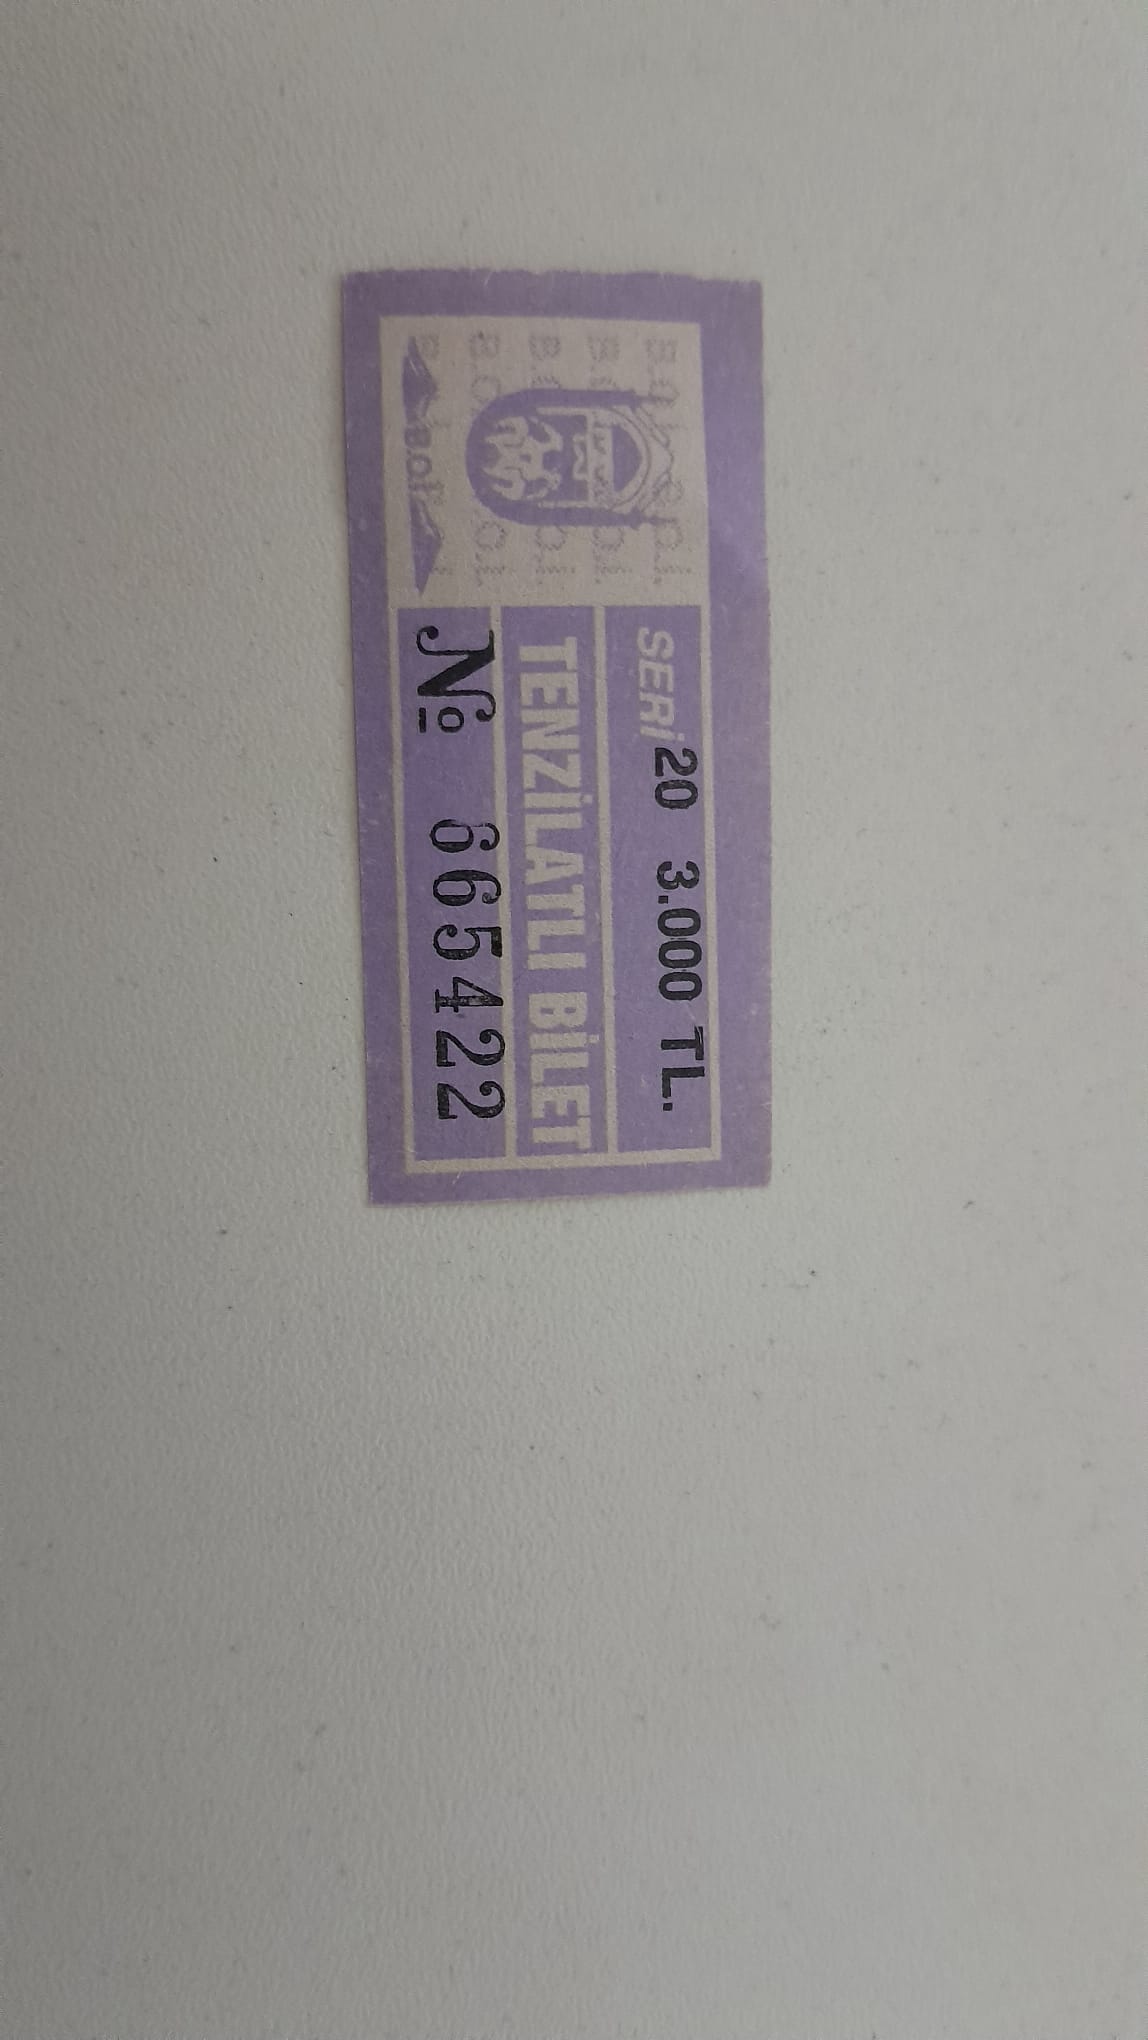 B.O.İ.
SERİ 20 3.000 TL.
TENZİLATLI BİLET
№ 665422